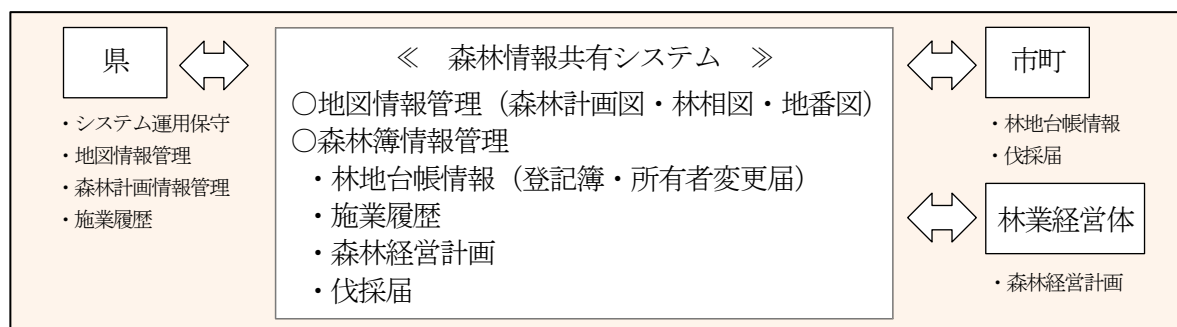 県
・システム運用保守
・地図情報管理
・森林計画情報管理
・施業履歴
≪　森林情報共有システム　≫
○地図情報管理（森林計画図・林相図・地番図）
○森林簿情報管理
・林地台帳情報（登記簿・所有者変更届）
・施業履歴
・森林経営計画
・伐採届
市町
・林地台帳情報
・伐採届
林業経営体
・森林経営計画